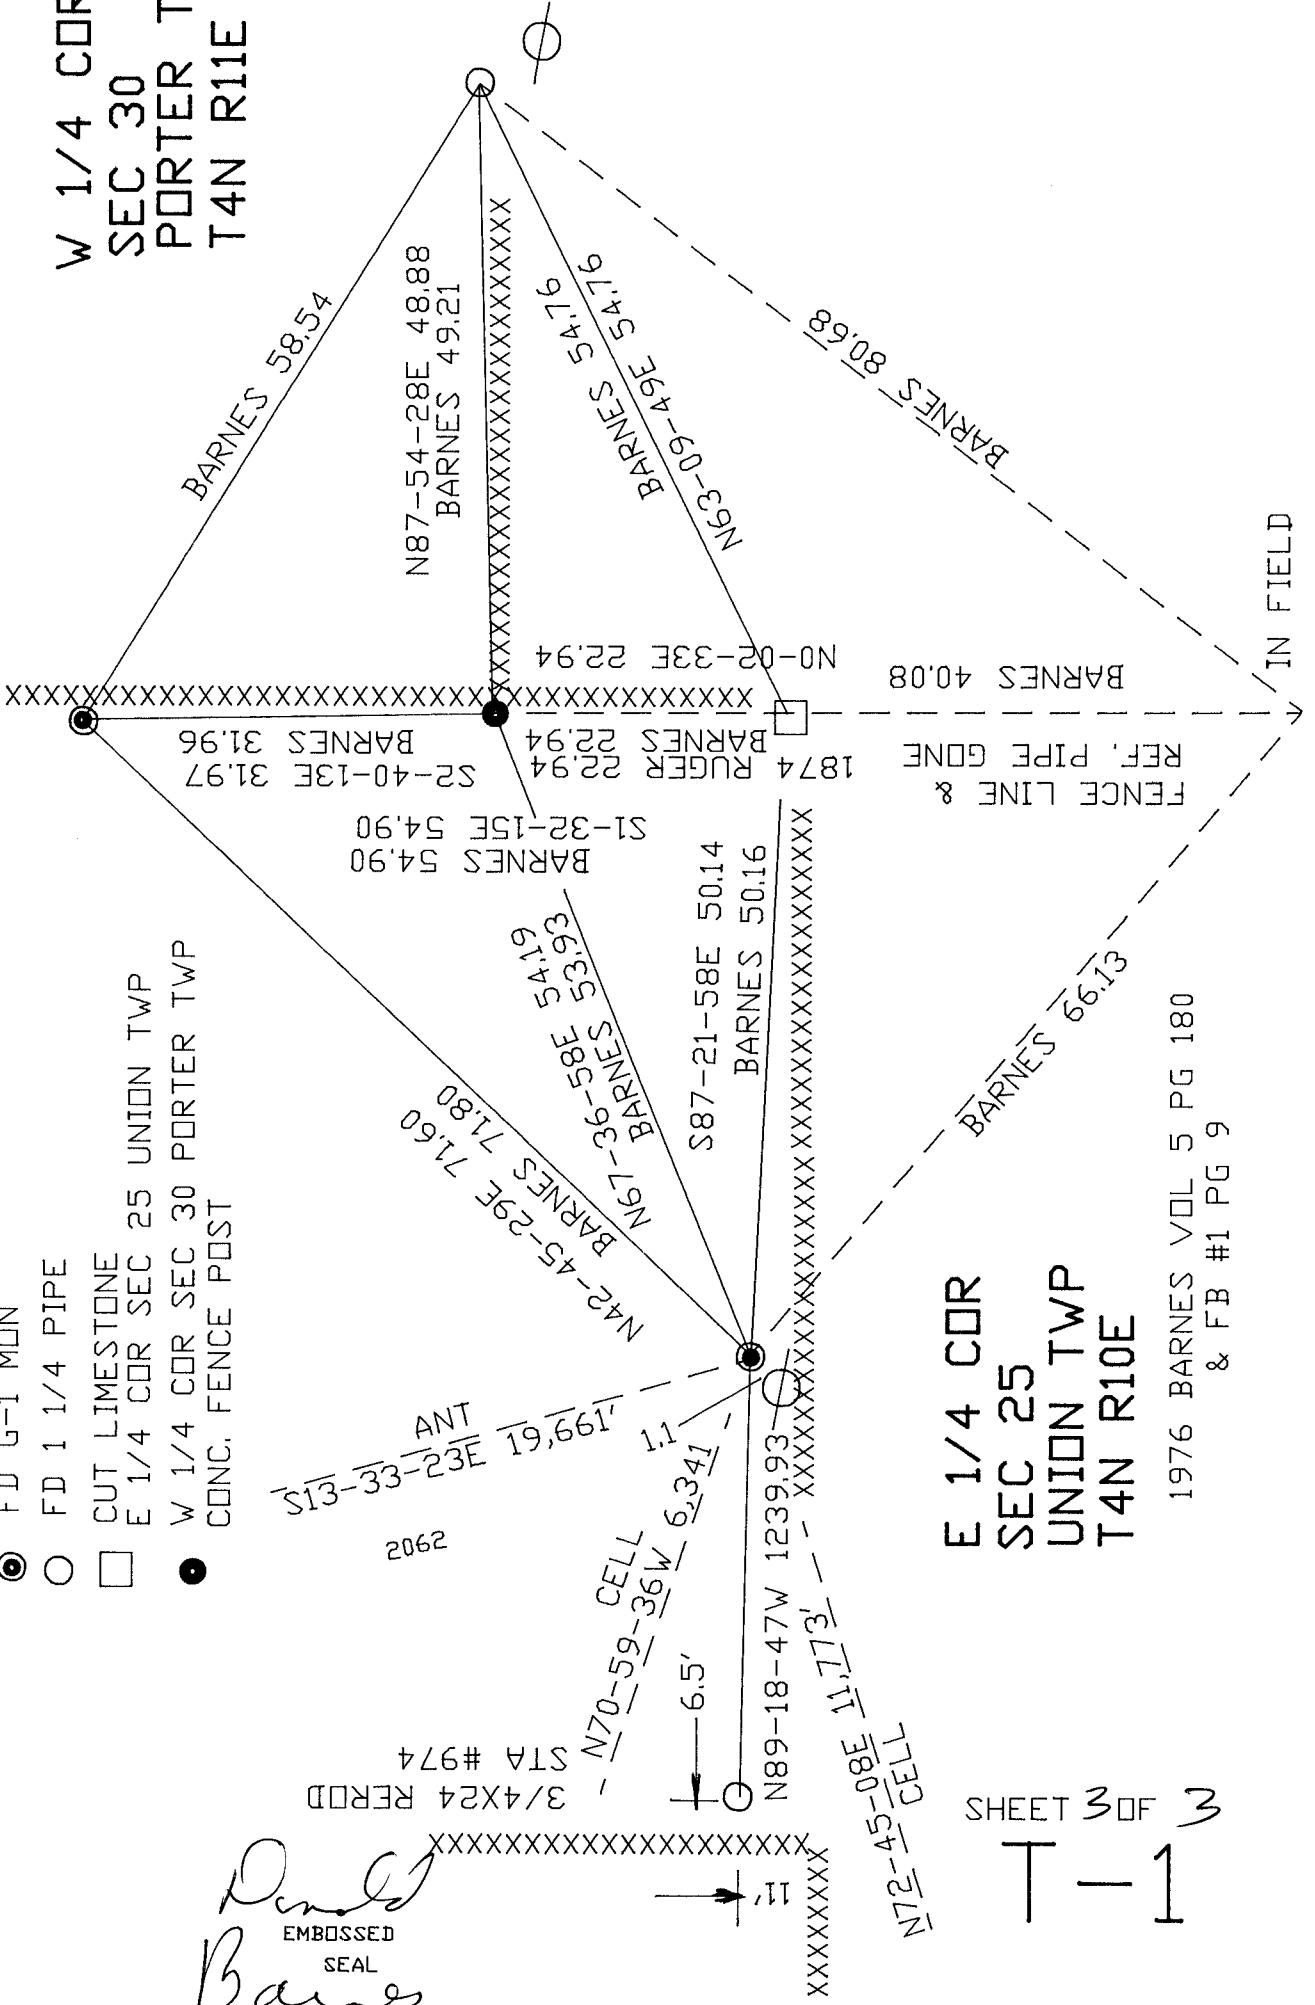 W 1/4 COR
SEC 30
PORTER T
T4N R11E
FD G-1 MON
FD 1 1/4 PIPE
CUT LIMESTONE
E 1/4 COR SEC 25 UNION TWP
W 1/4 COR SEC 30 PORTER TWP
CONC. FENCE POST
BARNES 58.54
N87-54-28E 48.88
BARNES 49.21
BARNES 54.76
N63-09-49E 54.76
BARNES 80.68
IN FIELD
N0-02-33E 22.94
BARNES 40.08
BARNES 31.96
S2-40-13E 31.97
BARNES 22.94
1874 RUGER 22.94
REF. PIPE GONE
FENCE LINE &
S1-32-15E 54.90
BARNES 54.90
N67-36-58E 54.19
BARNES 53.93
S87-21-58E 50.14
BARNES 50.16
N42-45-29E 71.60
BARNES 71.80
BARNES 66.13
ANT
S13-33-23E 19,661'
2062
1.1
CELL
N70-59-36W 6,341
N89-18-47W 1239.93
6.5'
3/4X24 REROD
STA #974
N72-45-08E 11,773'
CELL
11'
E 1/4 COR
SEC 25
UNION TWP
T4N R10E
1976 BARNES VOL 5 PG 180
& FB #1 PG 9
Donald
EMBOSSED
SEAL
Barnes
SHEET 3 OF 3
T-1
XXXXXXXXXXXXXXXXXXXXXXXX